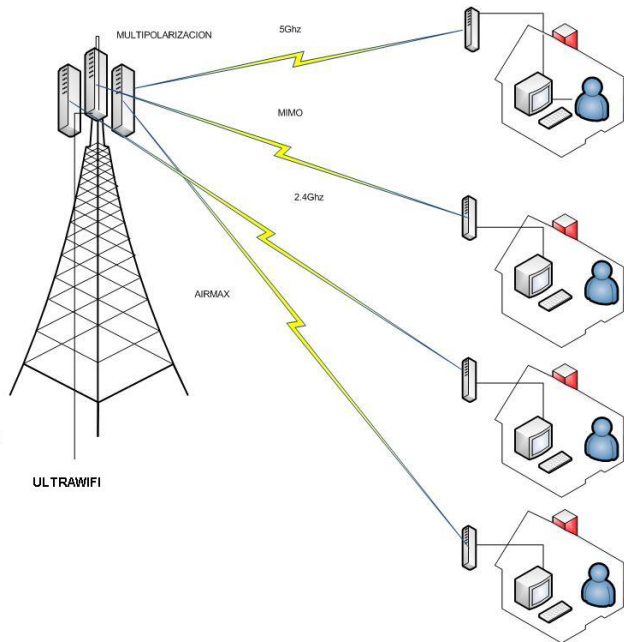 MULTIPOLARIZACION
5Ghz
MIMO
2.4Ghz
AIRMAX
ULTRAWIFI